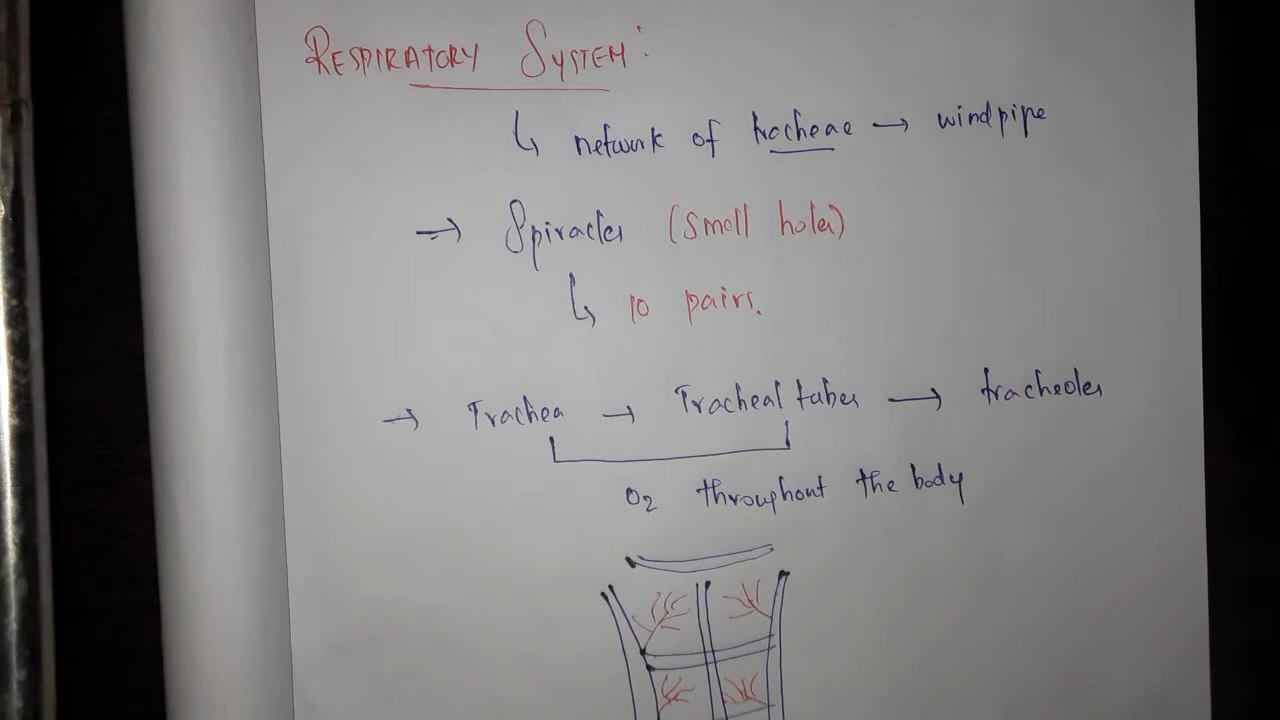 RESPIRATORY SYSTEM:
↳ network of tracheae → windpipe
→ Spiracles (Small holes)
↳ 10 pairs.
→ Trachea → Tracheal tubes → tracheoles
O2 throughout the body